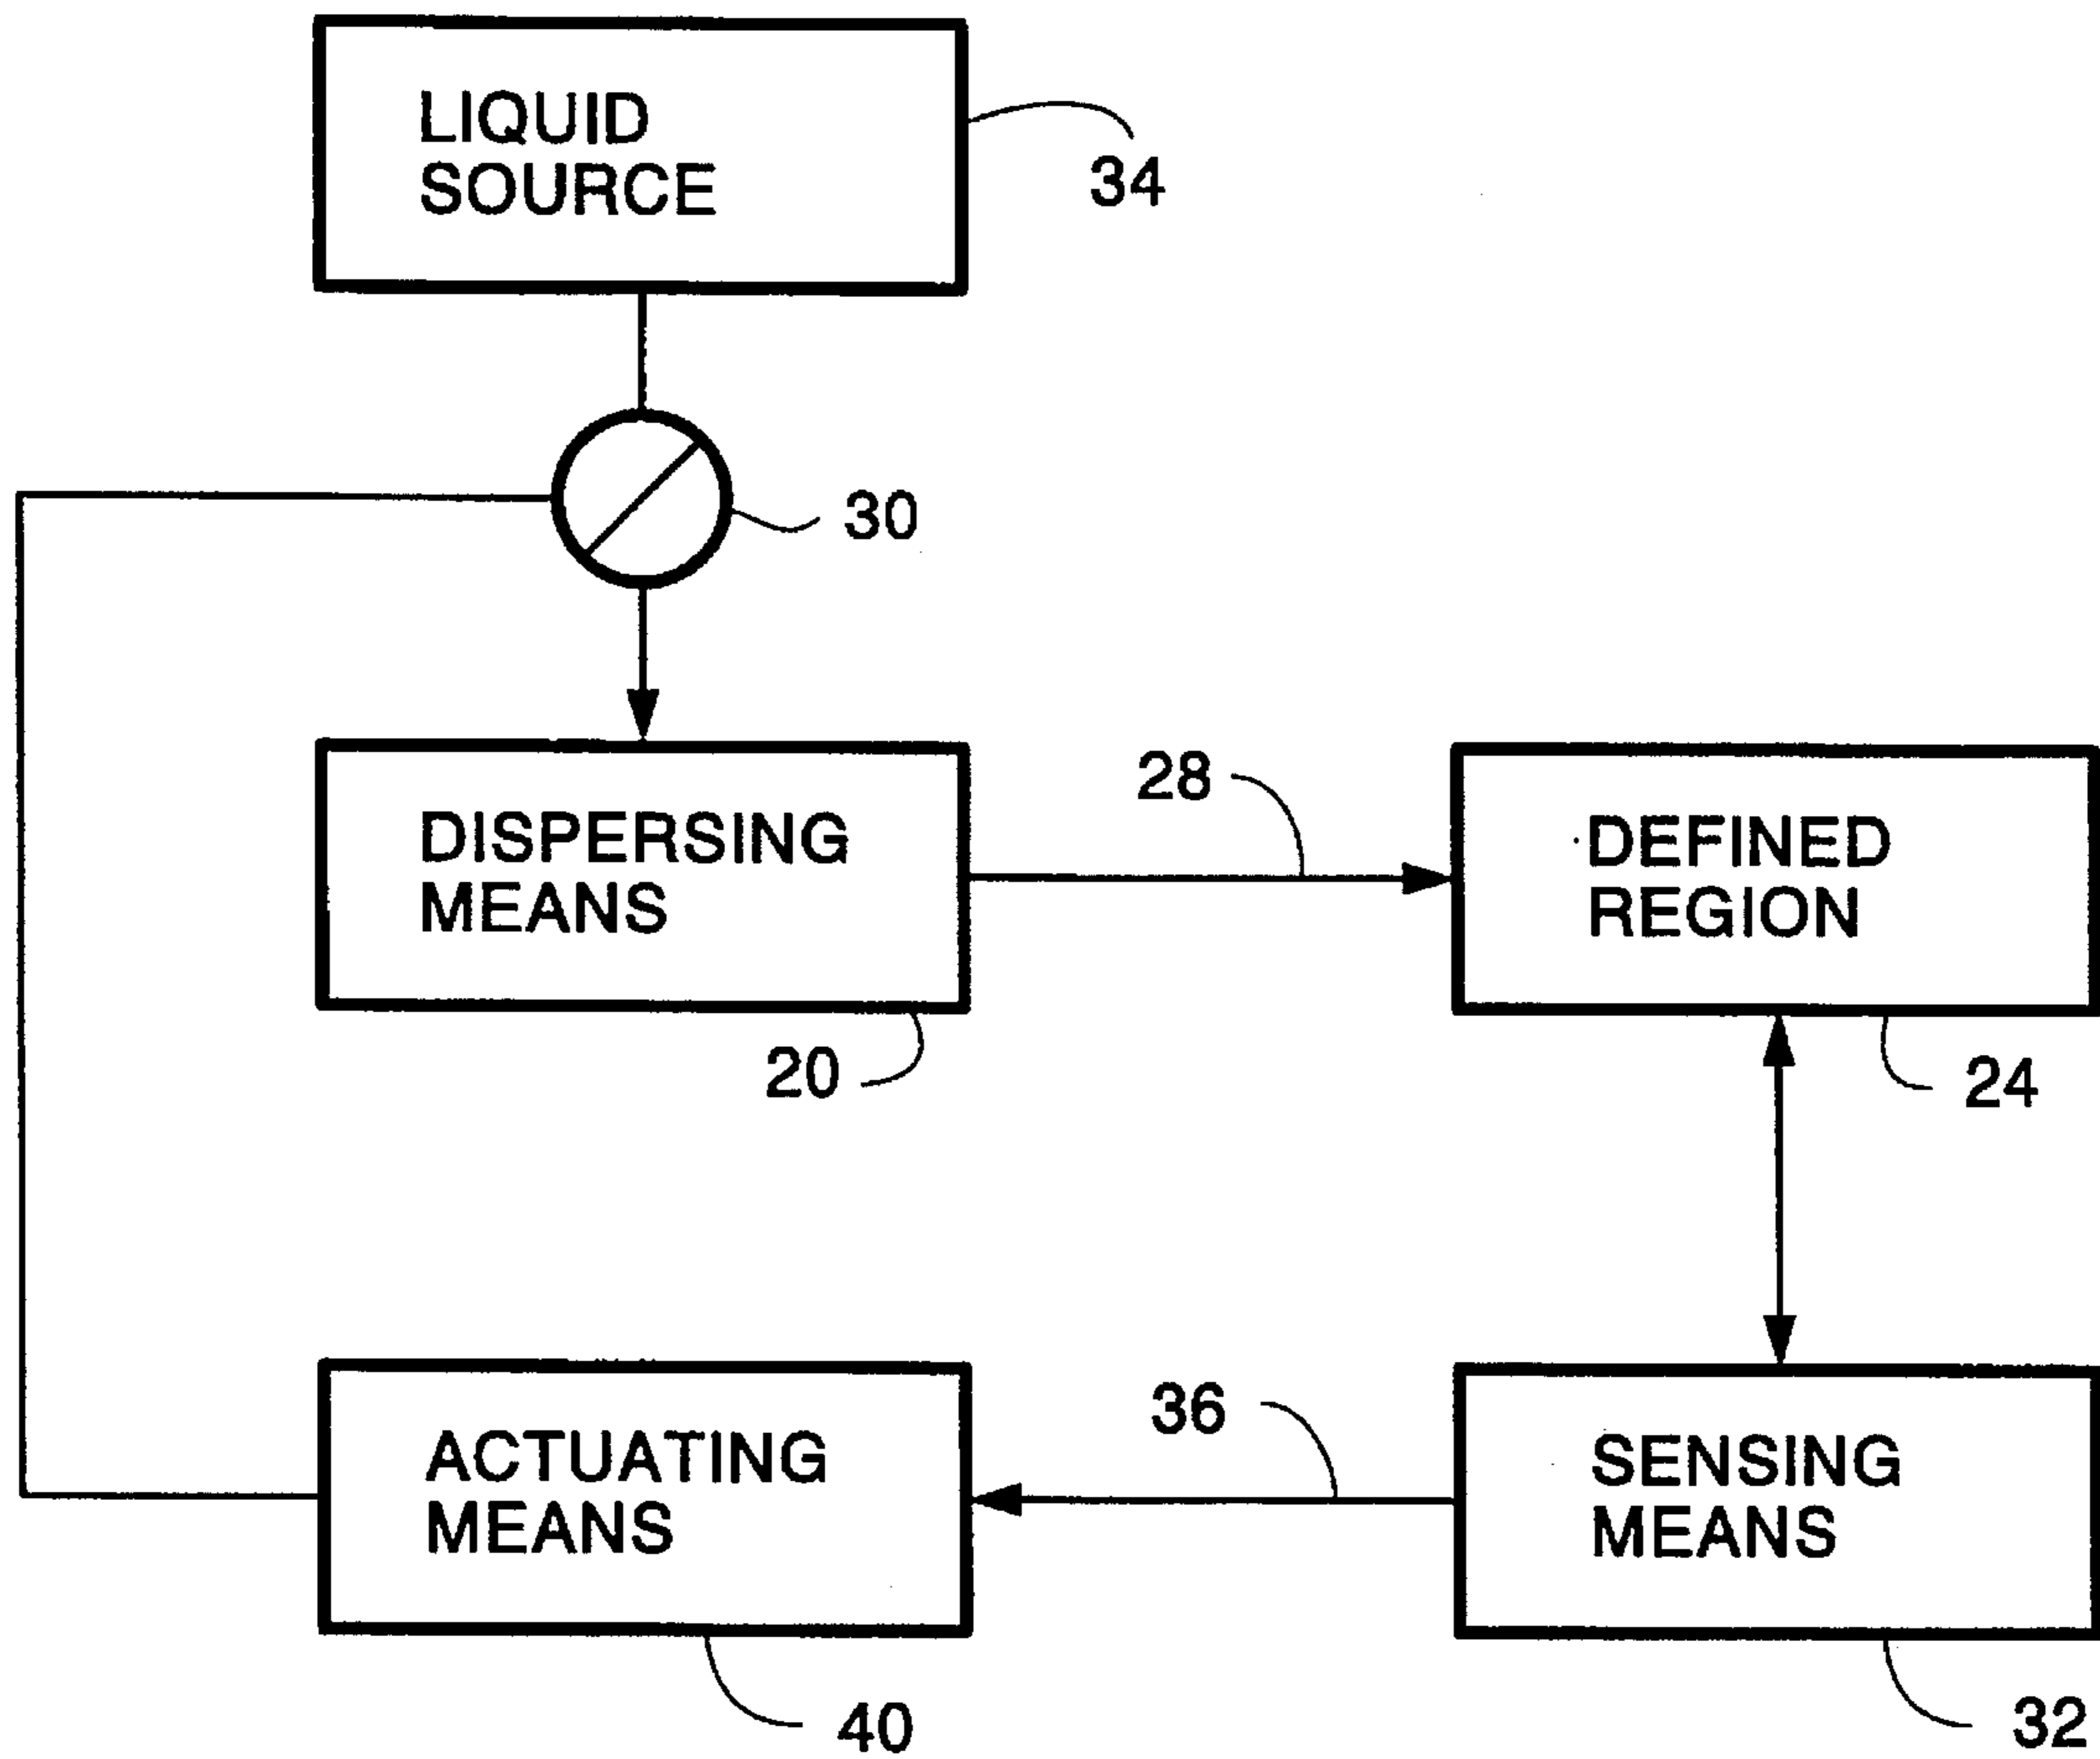 LIQUID
SOURCE
34
30
DISPERSING
MEANS
28
DEFINED
REGION
20
24
ACTUATING
MEANS
36
SENSING
MEANS
40
32